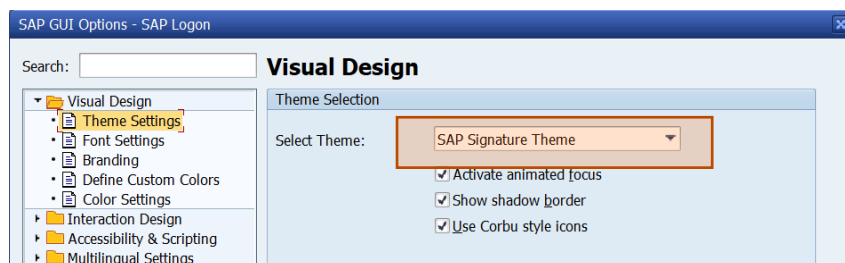 SAP GUI Options - SAP Logon
Search:
Visual Design
Theme Settings
Font Settings
Branding
Define Custom Colors
Color Settings
Interaction Design
Accessibility & Scripting
Multilingual Settings
Visual Design
Theme Selection
Select Theme: SAP Signature Theme
Activate animated focus
Show shadow border
Use Corbu style icons